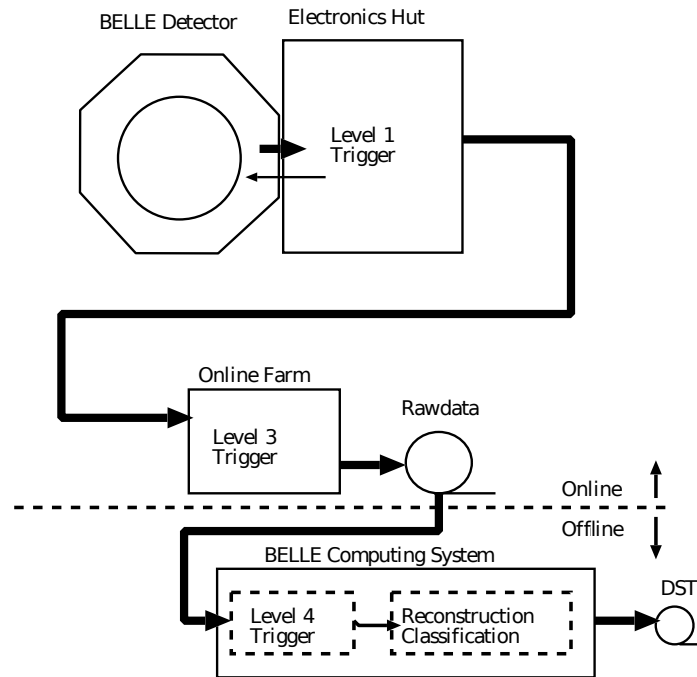 BELLE Detector
Electronics Hut
Level 1
Trigger
Online Farm
Level 3
Trigger
Rawdata
Online
Offline
BELLE Computing System
Level 4
Trigger
Reconstruction
Classification
DST